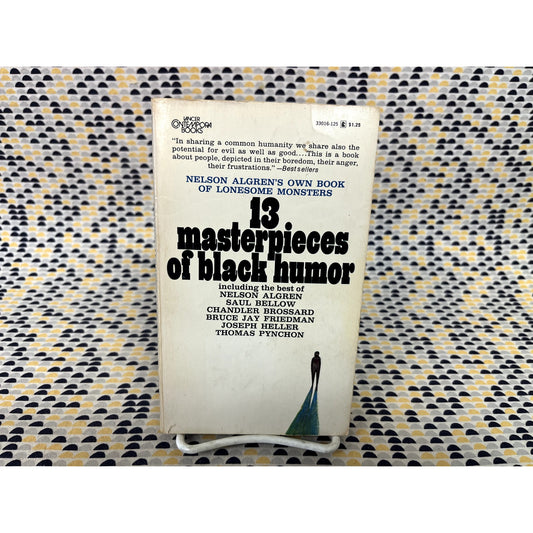 LANCER
CONTEMPORA
BOOKS
33016-125 $1.25
"In sharing a common humanity we share also the
potential for evil as well as good....This is a book
about people, depicted in their boredom, their anger,
their frustrations."—Bestsellers
NELSON ALGREN'S OWN BOOK
OF LONESOME MONSTERS
13
masterpieces
of black humor
including the best of
NELSON ALGREN
SAUL BELLOW
CHANDLER BROSSARD
BRUCE JAY FRIEDMAN
JOSEPH HELLER
THOMAS PYNCHON